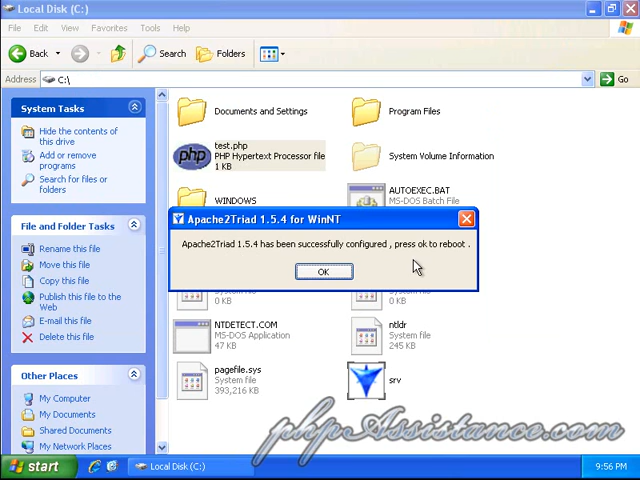 Local Disk (C:)
File Edit View Favorites Tools Help
Back Search Folders
Address C:\ Go
System Tasks
Hide the contents of
this drive
Add or remove
programs
Search for files or
folders
File and Folder Tasks
Rename this file
Move this file
Copy this file
Publish this file to the
Web
E-mail this file
Delete this file
Other Places
My Computer
My Documents
Shared Documents
My Network Places
Documents and Settings
Program Files
php
test.php
PHP Hypertext Processor file
1 KB
System Volume Information
WINDOWS
AUTOEXEC.BAT
MS-DOS Batch File
Apache2Triad 1.5.4 for WinNT
Apache2Triad 1.5.4 has been successfully configured , press ok to reboot .
OK
System file
0 KB
System file
0 KB
NTDETECT.COM
MS-DOS Application
47 KB
ntldr
System file
245 KB
pagefile.sys
System file
393,216 KB
srv
phpAssistance.com
start
Local Disk (C:)
9:56 PM